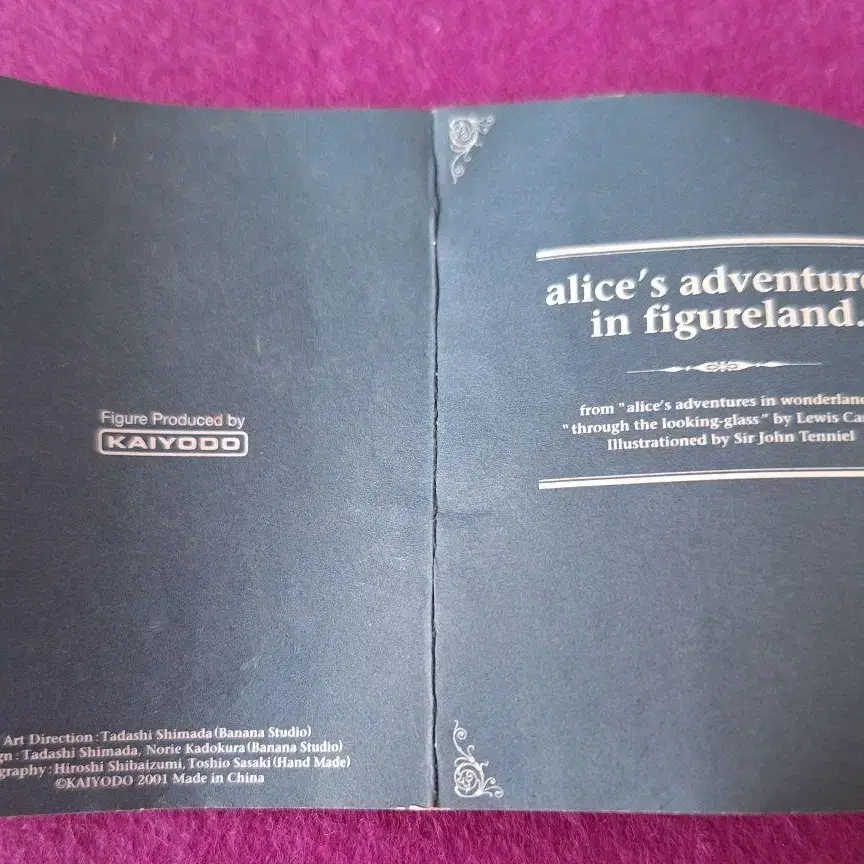 Figure Produced by
KAIYODO
Art Direction : Tadashi Shimada (Banana Studio)
gn : Tadashi Shimada, Norie Kadokura (Banana Studio)
graphy : Hiroshi Shibaizumi, Toshio Sasaki (Hand Made)
©KAIYODO 2001 Made in China
alice's adventure
in figureland.
from "alice's adventures in wonderland
"through the looking-glass" by Lewis Ca
Illustrationed by Sir John Tenniel